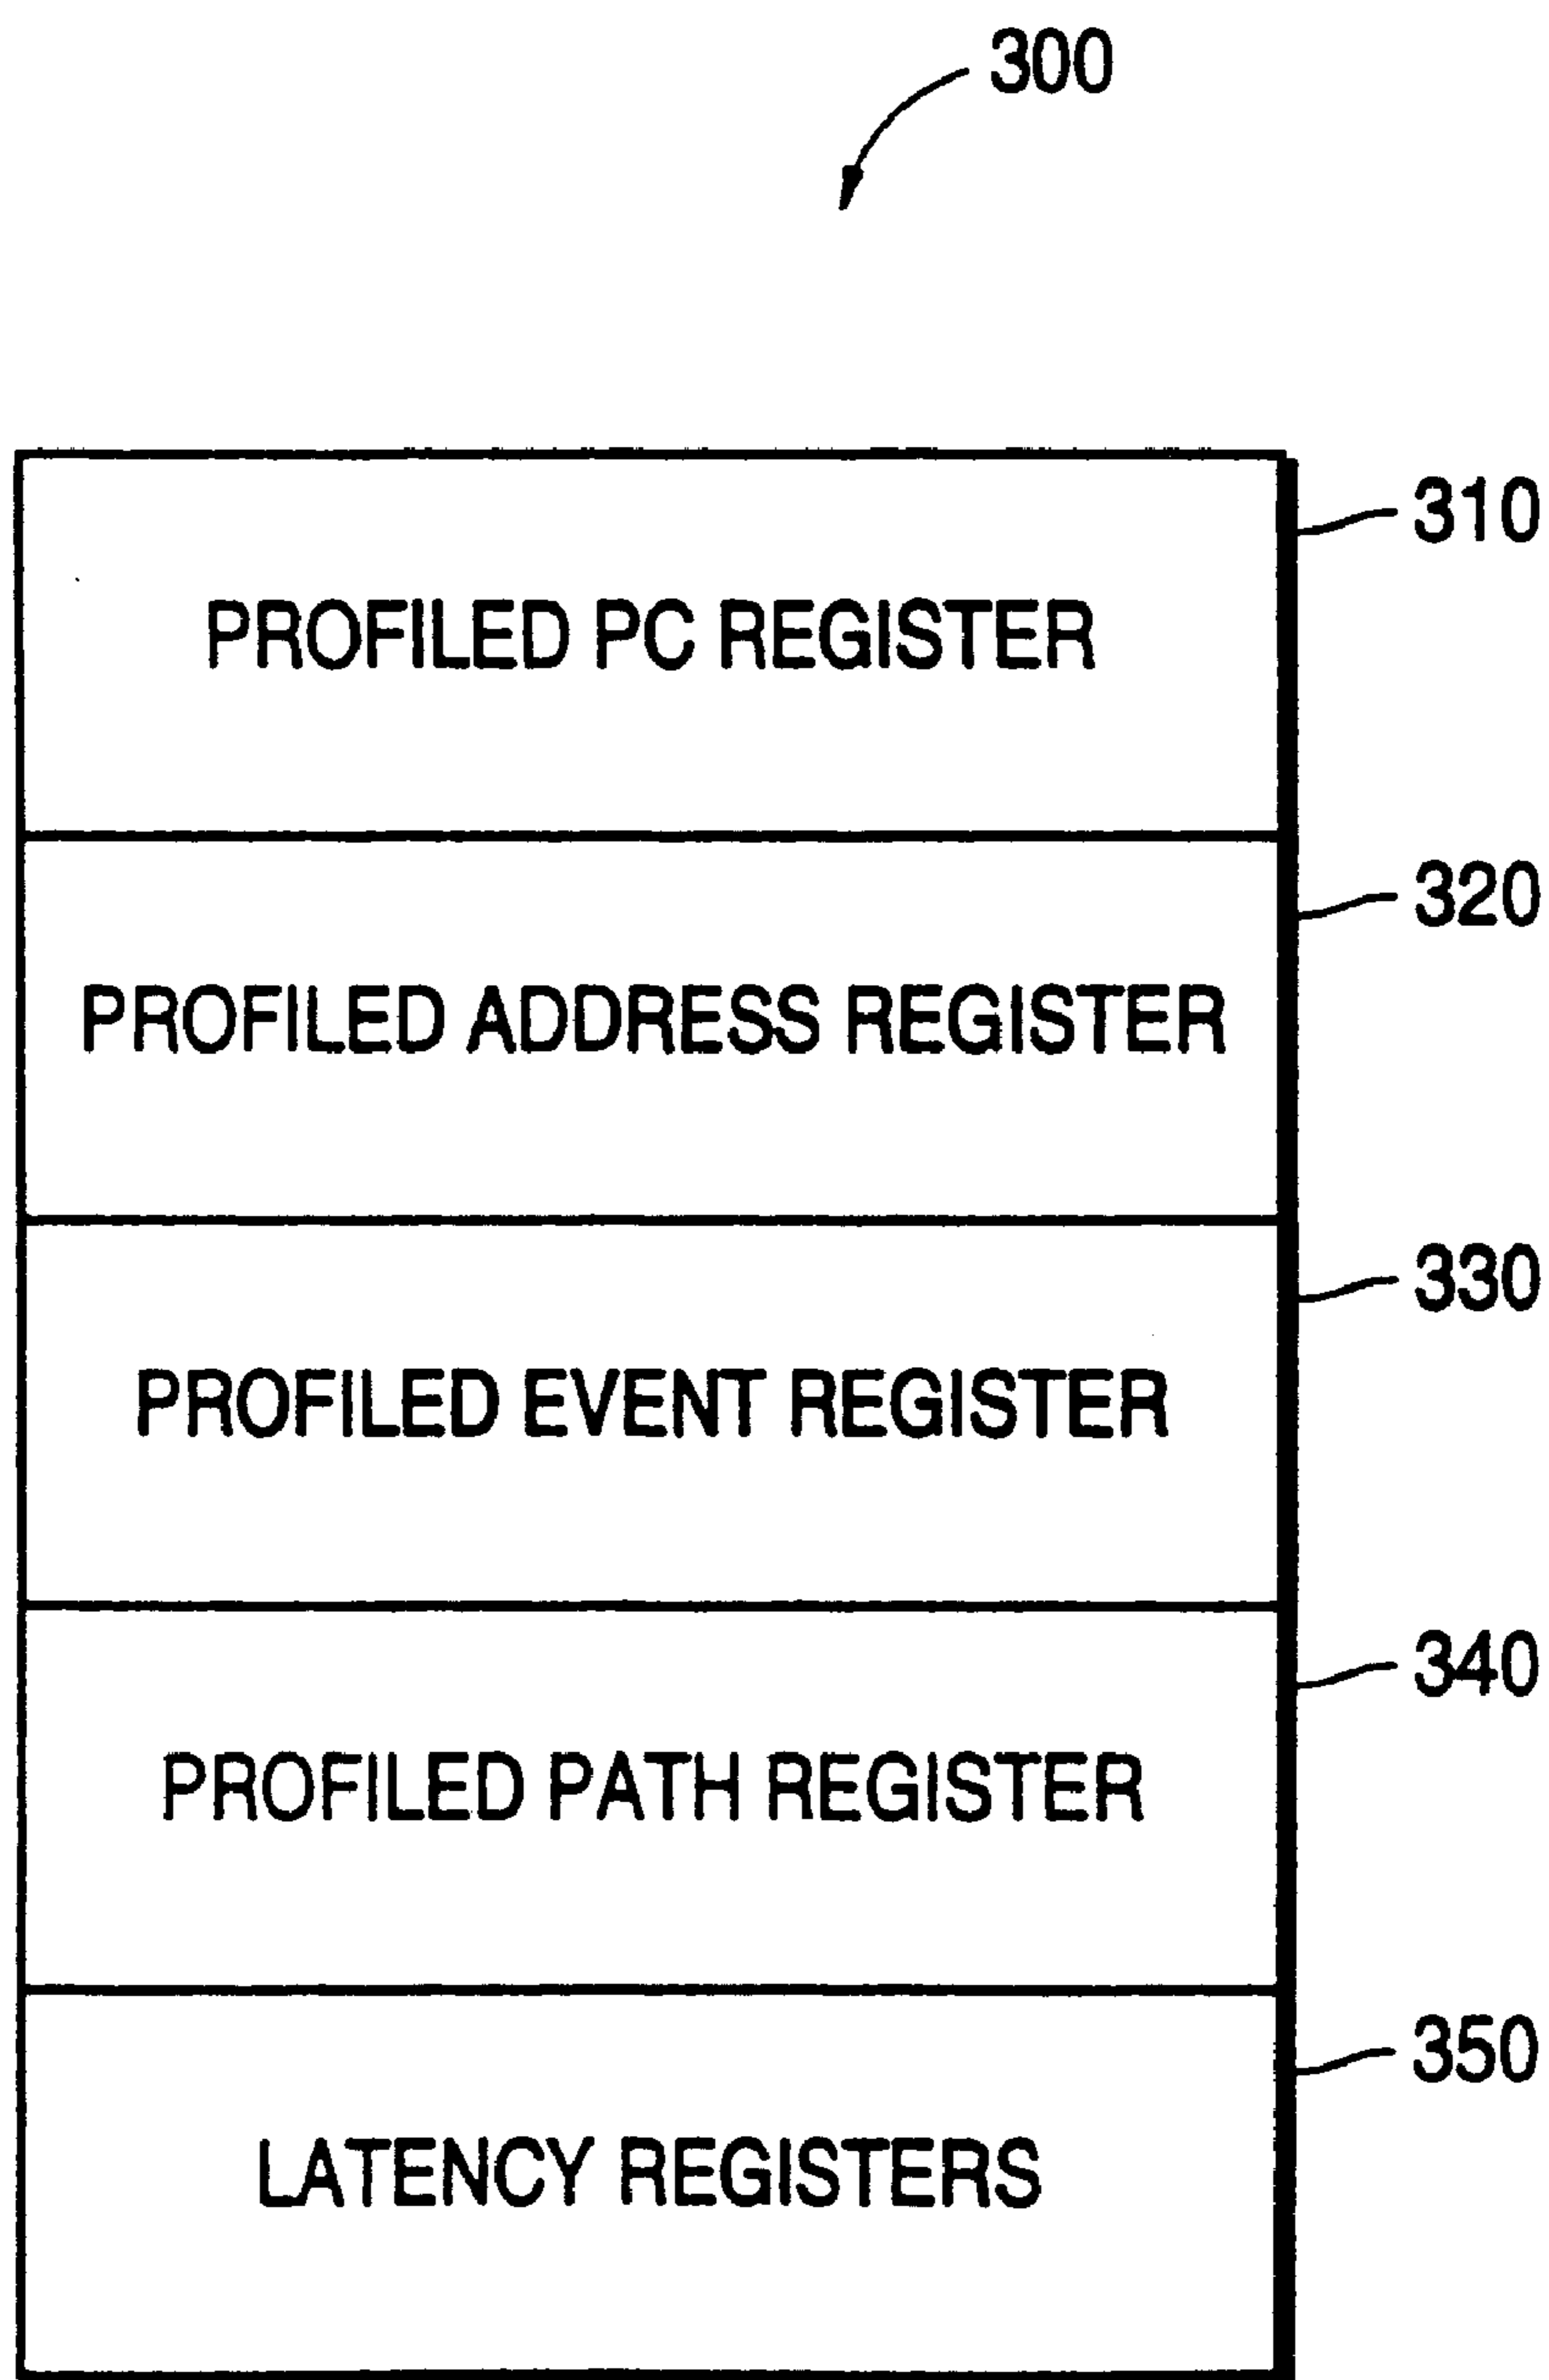 300
310
PROFILED PC REGISTER
320
PROFILED ADDRESS REGISTER
330
PROFILED EVENT REGISTER
340
PROFILED PATH REGISTER
350
LATENCY REGISTERS